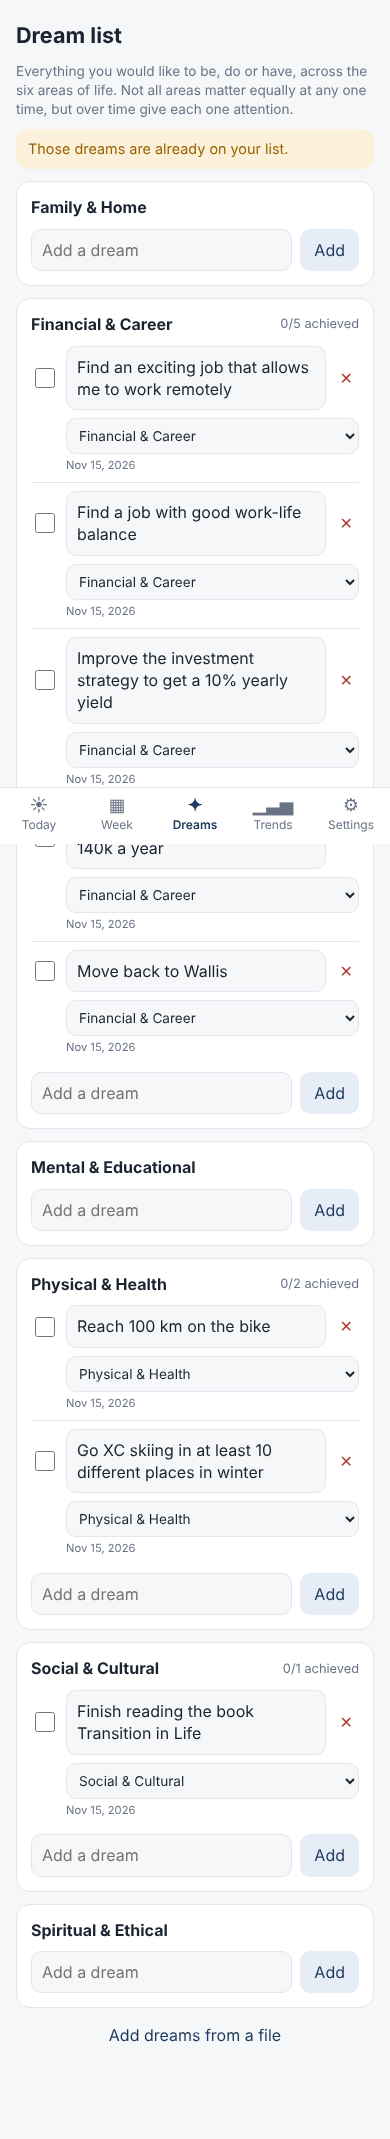 Dream list
Everything you would like to be, do or have, across the
six areas of life. Not all areas matter equally at any one
time, but over time give each one attention.
Those dreams are already on your list.
Family & Home
Add a dream
Add
Financial & Career
0/5 achieved
Find an exciting job that allows
me to work remotely
✕
Financial & Career
Nov 15, 2026
Find a job with good work-life
balance
✕
Financial & Career
Nov 15, 2026
Improve the investment
strategy to get a 10% yearly
yield
✕
Financial & Career
Nov 15, 2026
Today
Week
Dreams
Trends
Settings
140k a year
Financial & Career
Nov 15, 2026
Move back to Wallis
✕
Financial & Career
Nov 15, 2026
Add a dream
Add
Mental & Educational
Add a dream
Add
Physical & Health
0/2 achieved
Reach 100 km on the bike
✕
Physical & Health
Nov 15, 2026
Go XC skiing in at least 10
different places in winter
✕
Physical & Health
Nov 15, 2026
Add a dream
Add
Social & Cultural
0/1 achieved
Finish reading the book
Transition in Life
✕
Social & Cultural
Nov 15, 2026
Add a dream
Add
Spiritual & Ethical
Add a dream
Add
Add dreams from a file